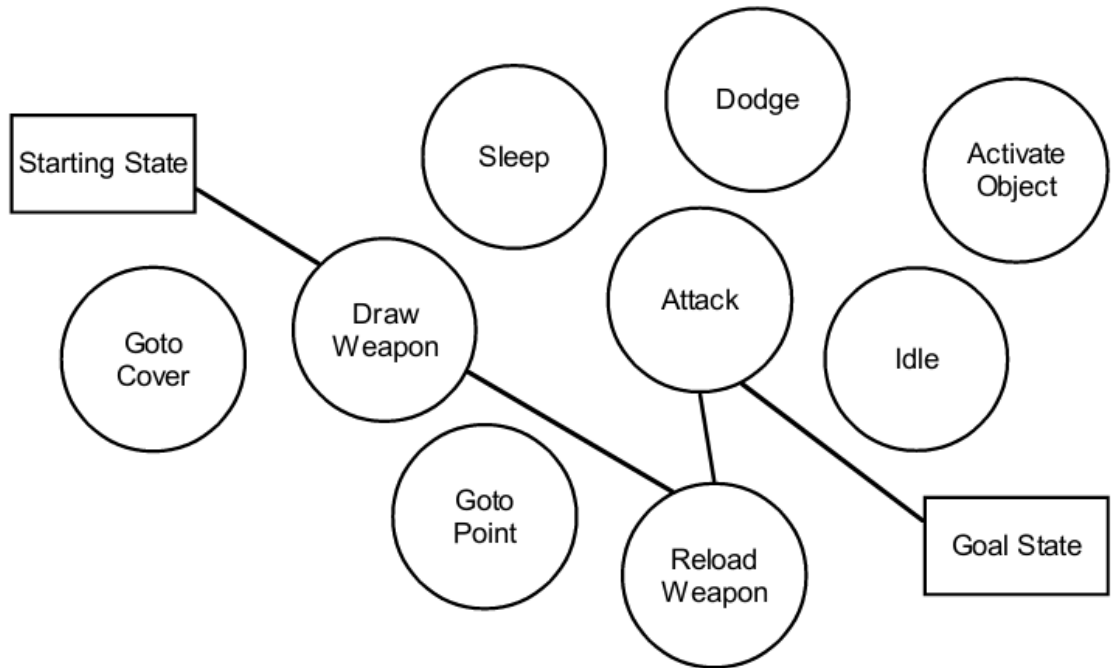 Dodge
Sleep
Activate
Object
Starting State
Attack
Draw
Weapon
Goto
Cover
Idle
Goto
Point
Goal State
Reload
Weapon